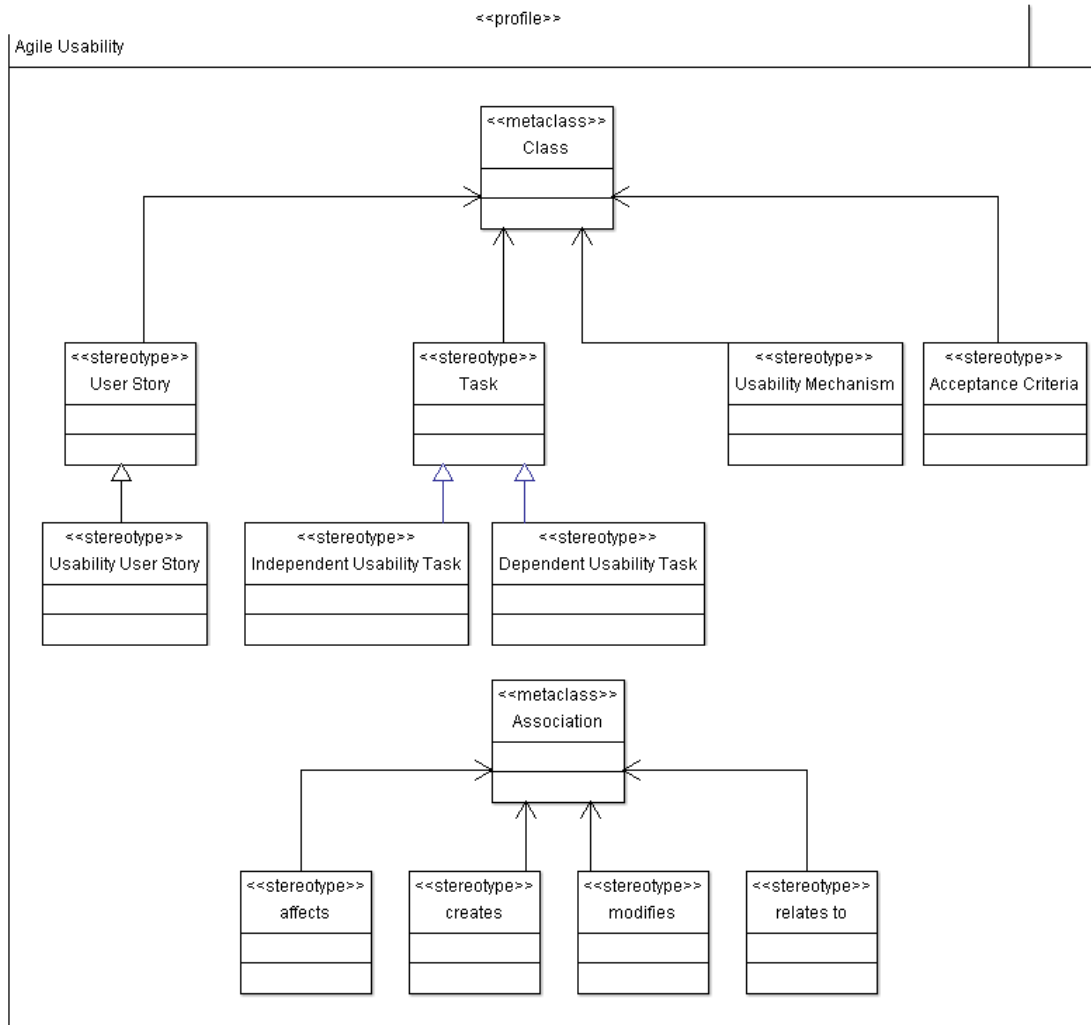 <<profile>>
Agile Usability
<<metaclass>>
Class
<<stereotype>>
User Story
<<stereotype>>
Task
<<stereotype>>
Usability Mechanism
<<stereotype>>
Acceptance Criteria
<<stereotype>>
Usability User Story
<<stereotype>>
Independent Usability Task
<<stereotype>>
Dependent Usability Task
<<metaclass>>
Association
<<stereotype>>
affects
<<stereotype>>
creates
<<stereotype>>
modifies
<<stereotype>>
relates to